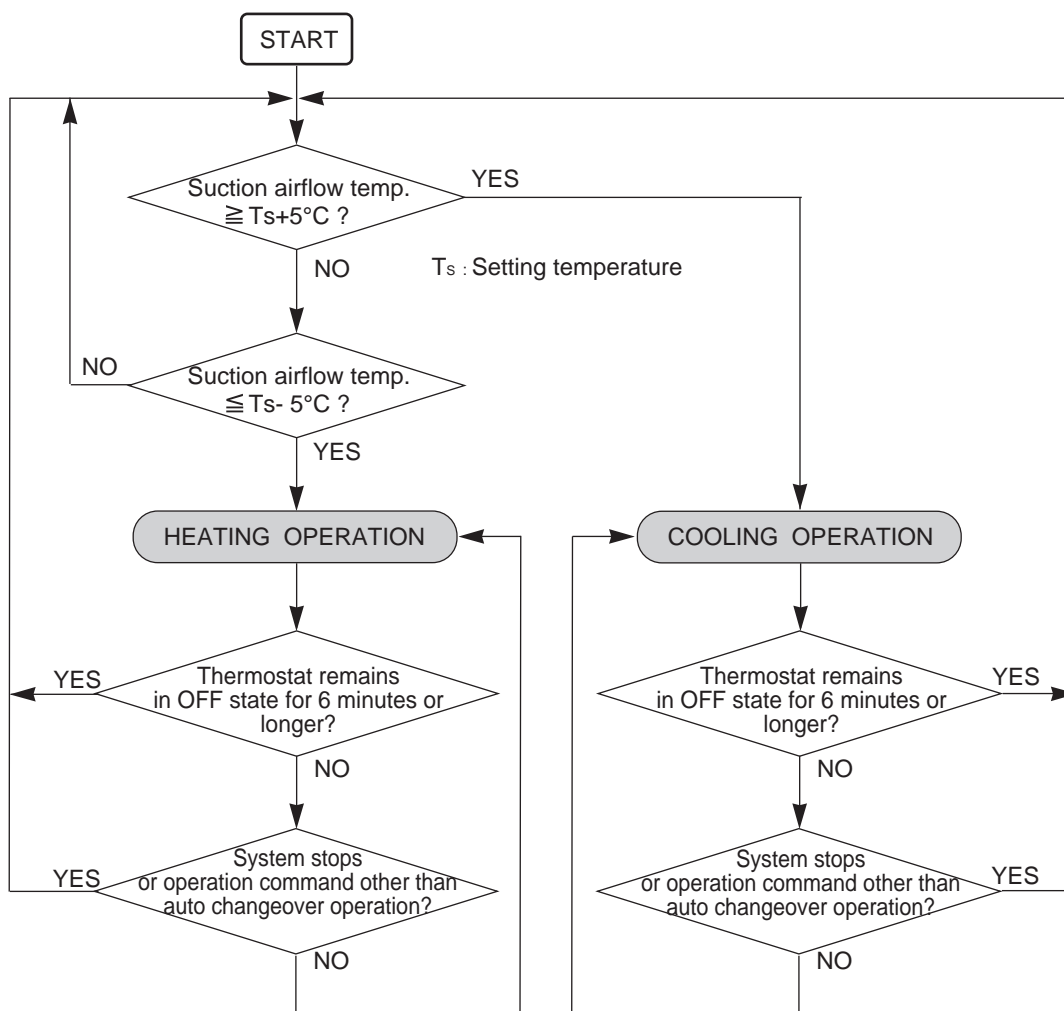 START
Suction airflow temp.
≧ Ts+5°C ?
YES
NO
Ts : Setting temperature
NO
Suction airflow temp.
≦ Ts- 5°C ?
YES
HEATING OPERATION
COOLING OPERATION
YES
Thermostat remains
in OFF state for 6 minutes or
longer?
NO
Thermostat remains
in OFF state for 6 minutes or
longer?
YES
NO
YES
System stops
or operation command other than
auto changeover operation?
NO
System stops
or operation command other than
auto changeover operation?
YES
NO